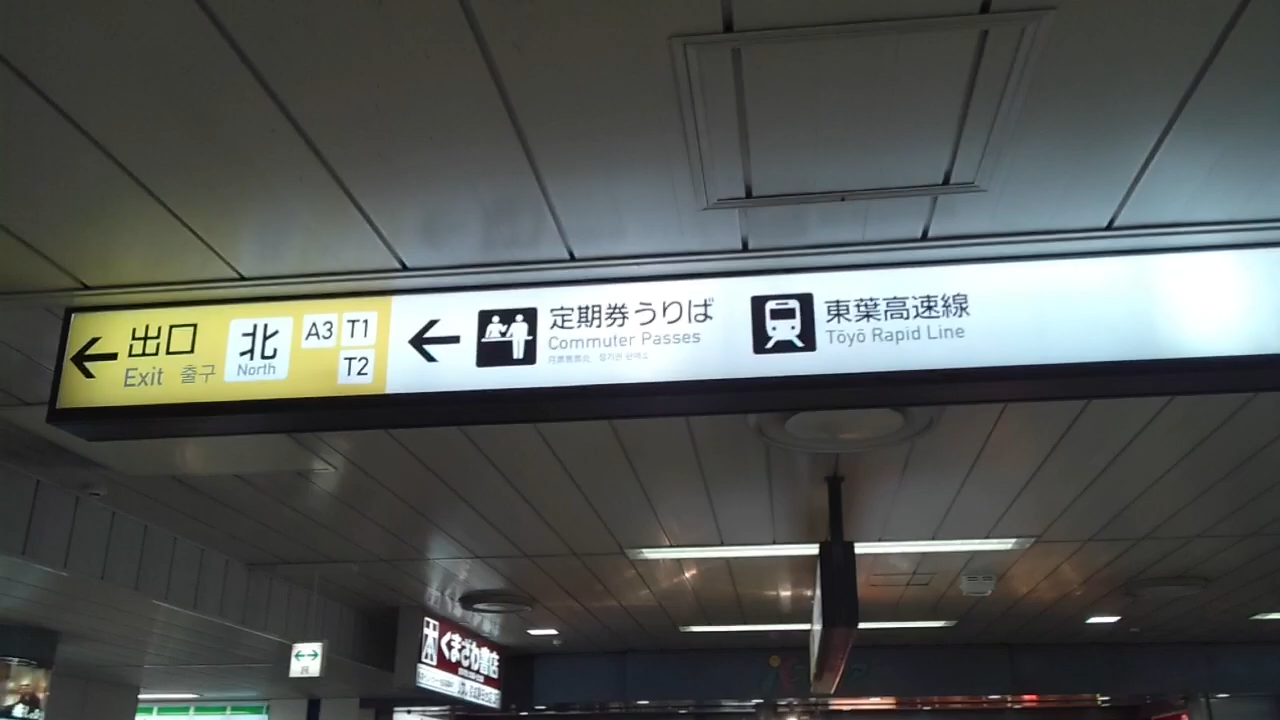 出口
Exit 출구
北
North
A3 T1
T2
定期券うりば
Commuter Passes
東葉高速線
Tōyō Rapid Line
くまざわ書店